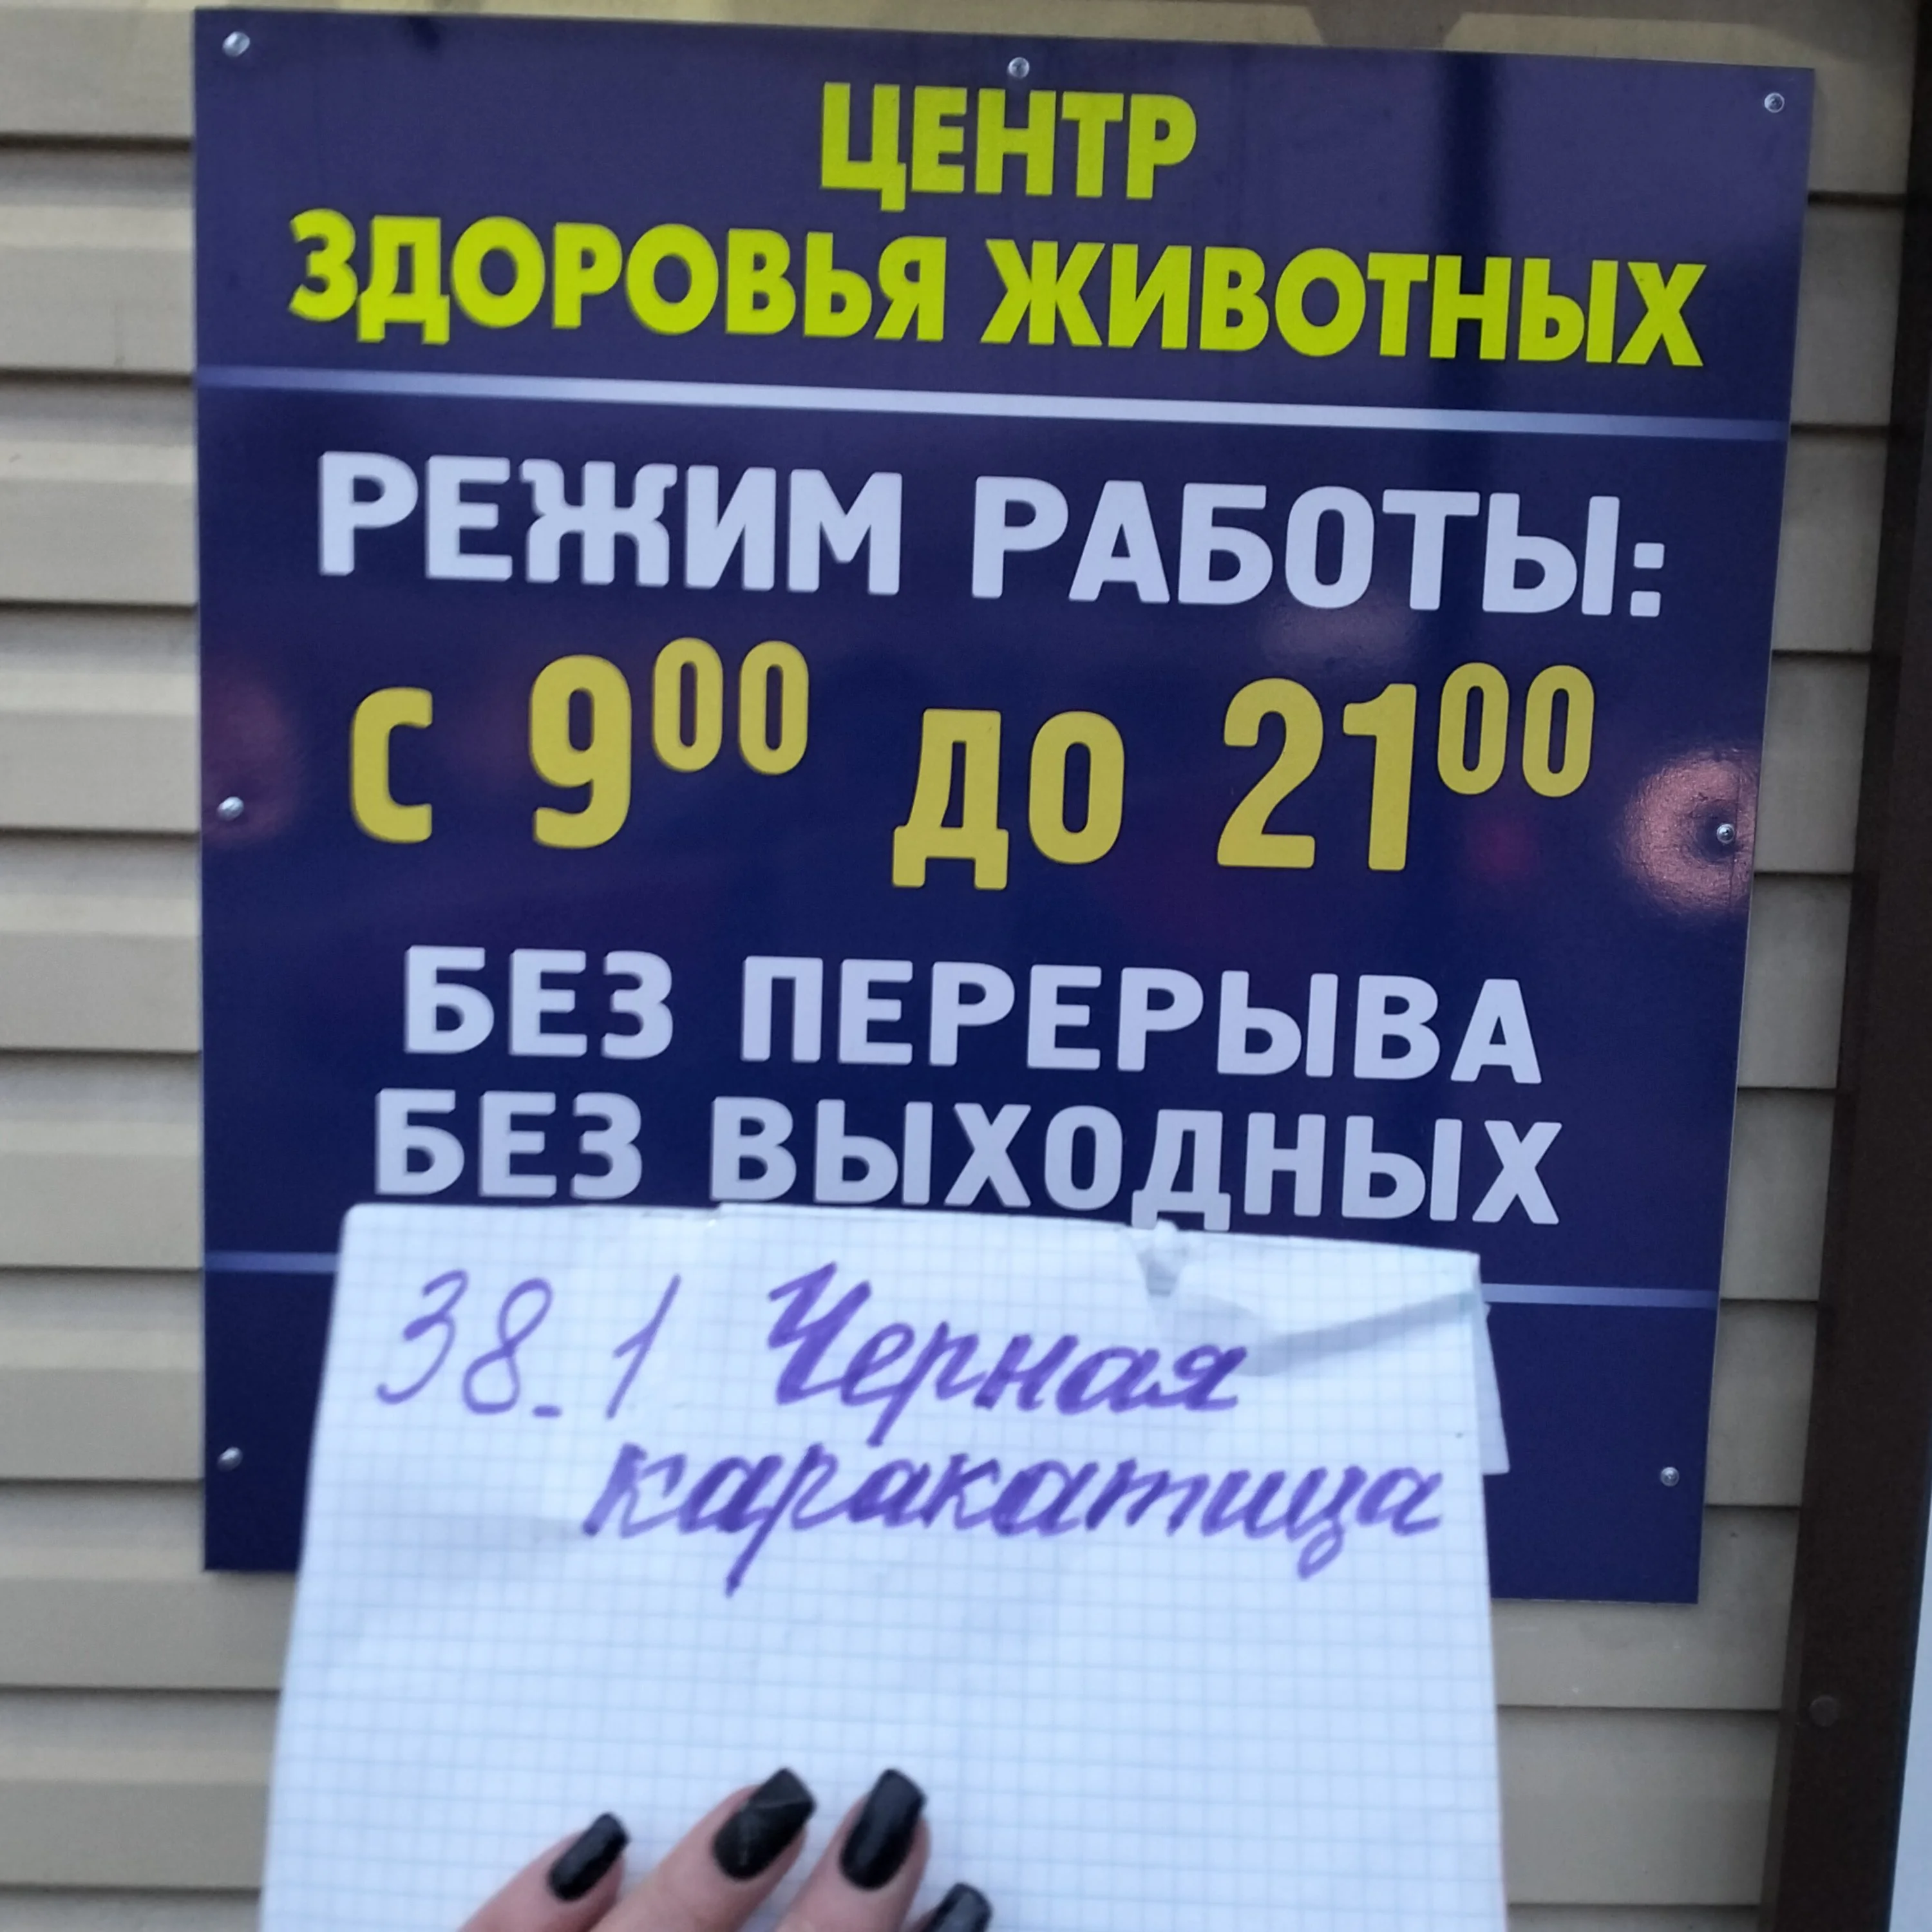 ЦЕНТР
ЗДОРОВЬЯ ЖИВОТНЫХ
РЕЖИМ РАБОТЫ:
С 9⁰⁰ ДО 21⁰⁰
БЕЗ ПЕРЕРЫВА
БЕЗ ВЫХОДНЫХ
38_1 Черная
каракатица